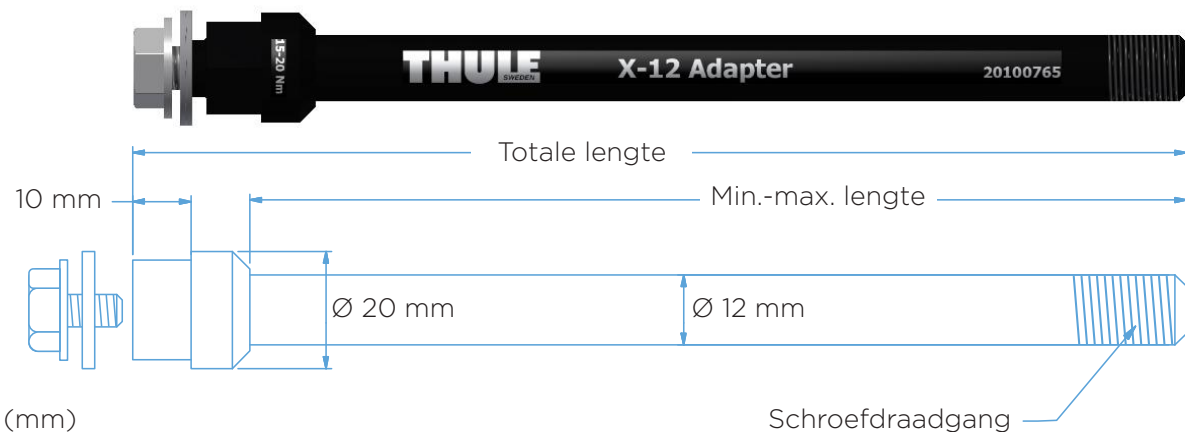 15-20 Nm
THULE
SWEDEN
X-12 Adapter
20100765
Totale lengte
10 mm
Min.-max. lengte
Ø 20 mm
Ø 12 mm
(mm)
Schroefdraadgang